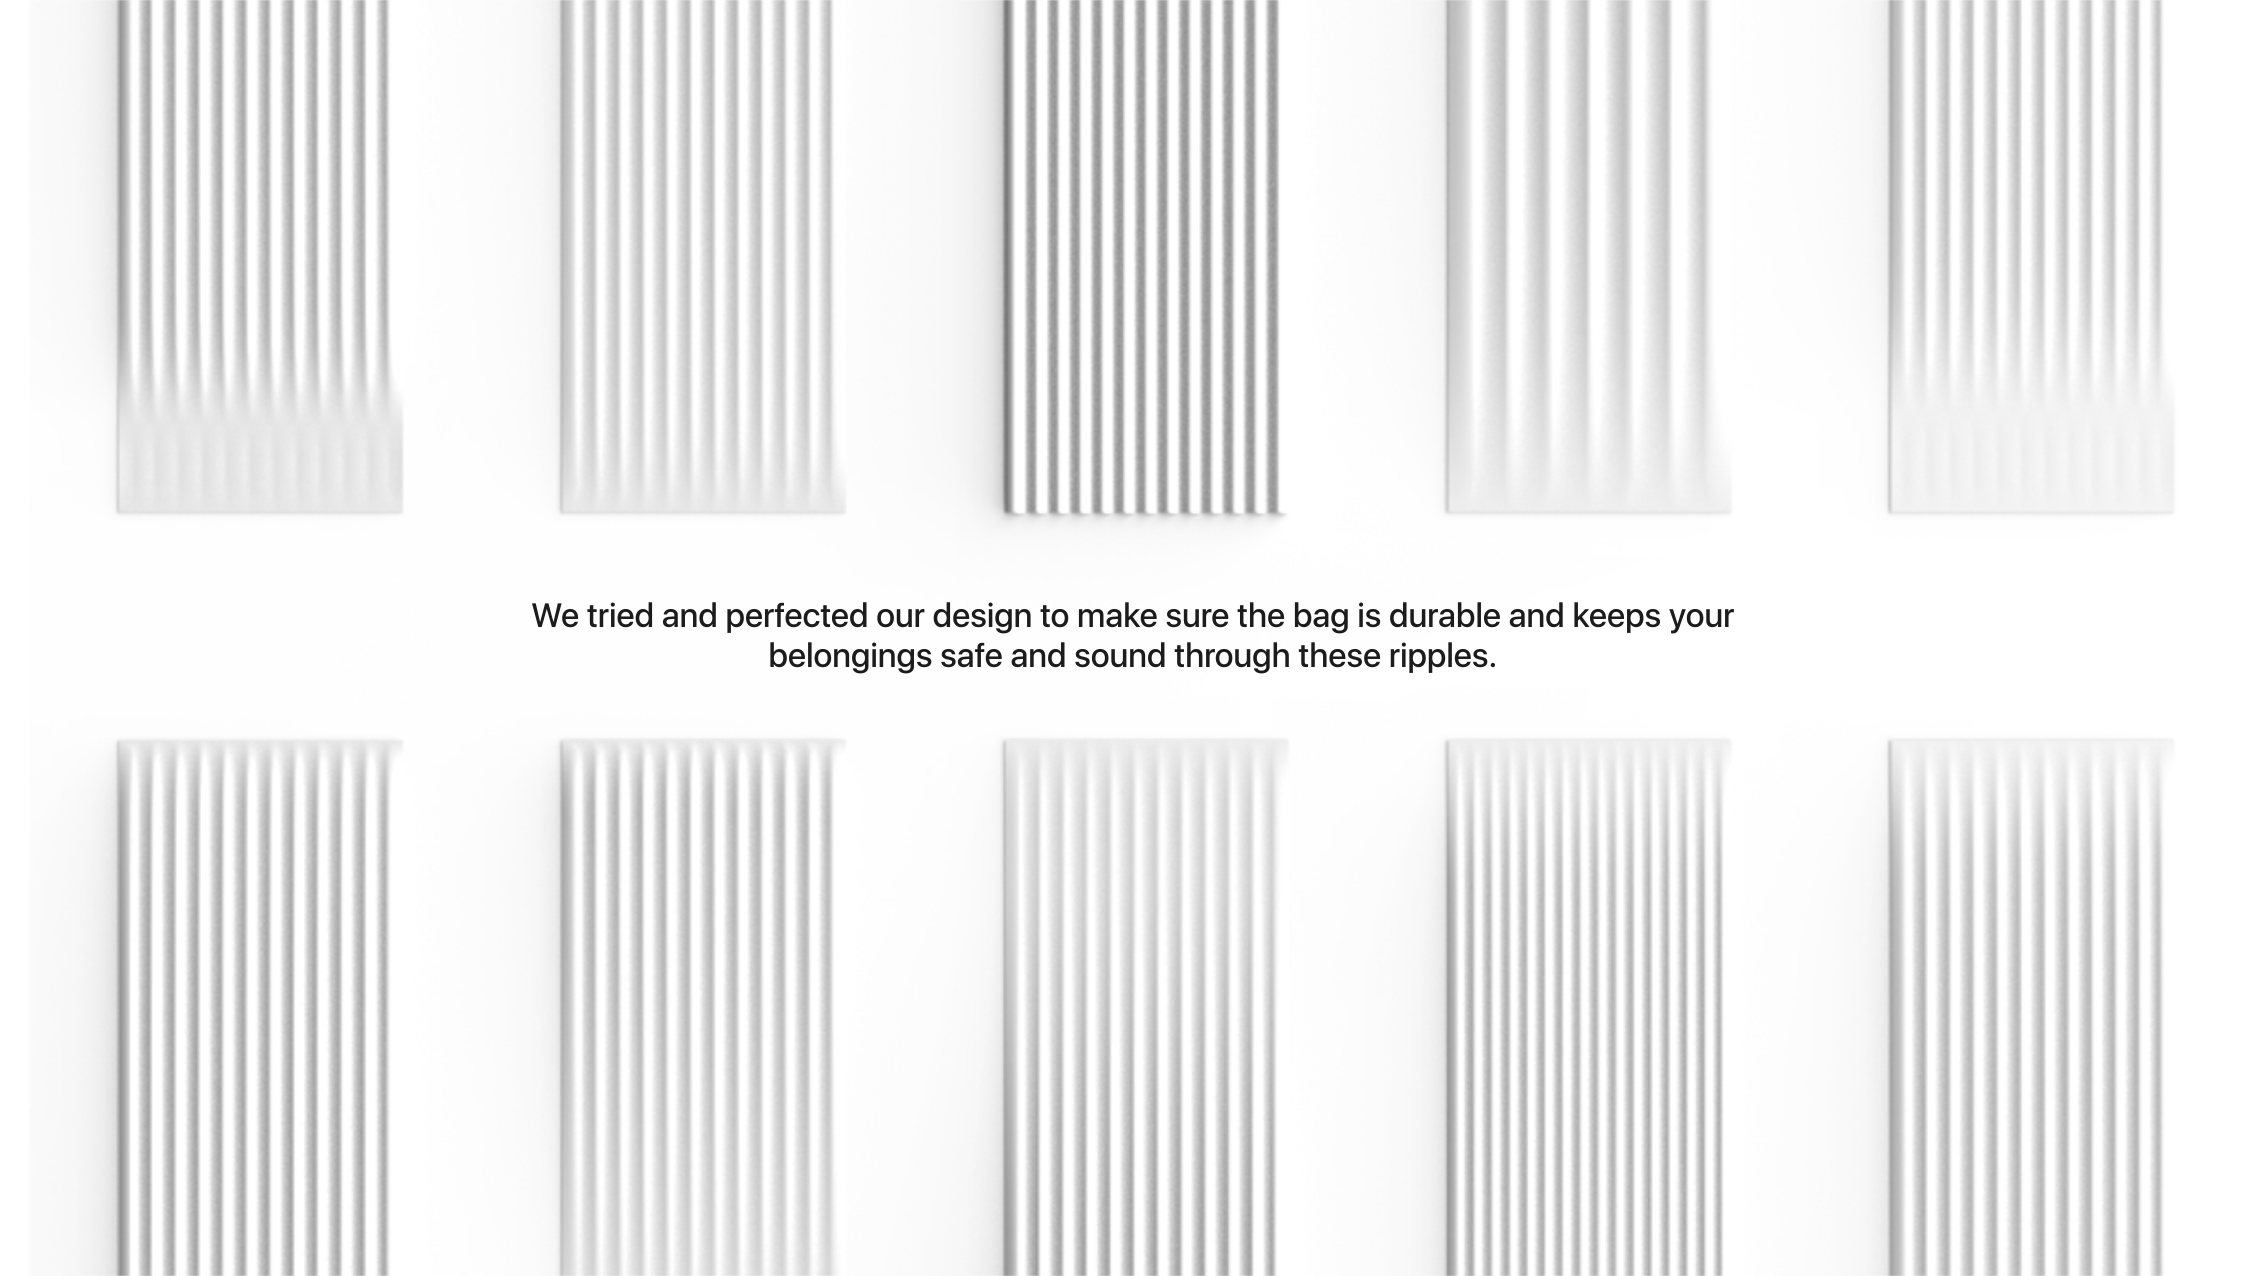 We tried and perfected our design to make sure the bag is durable and keeps your
belongings safe and sound through these ripples.